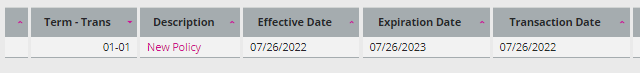 Term - Trans Description Effective Date Expiration Date Transaction Date
01-01 New Policy 07/26/2022 07/26/2023 07/26/2022